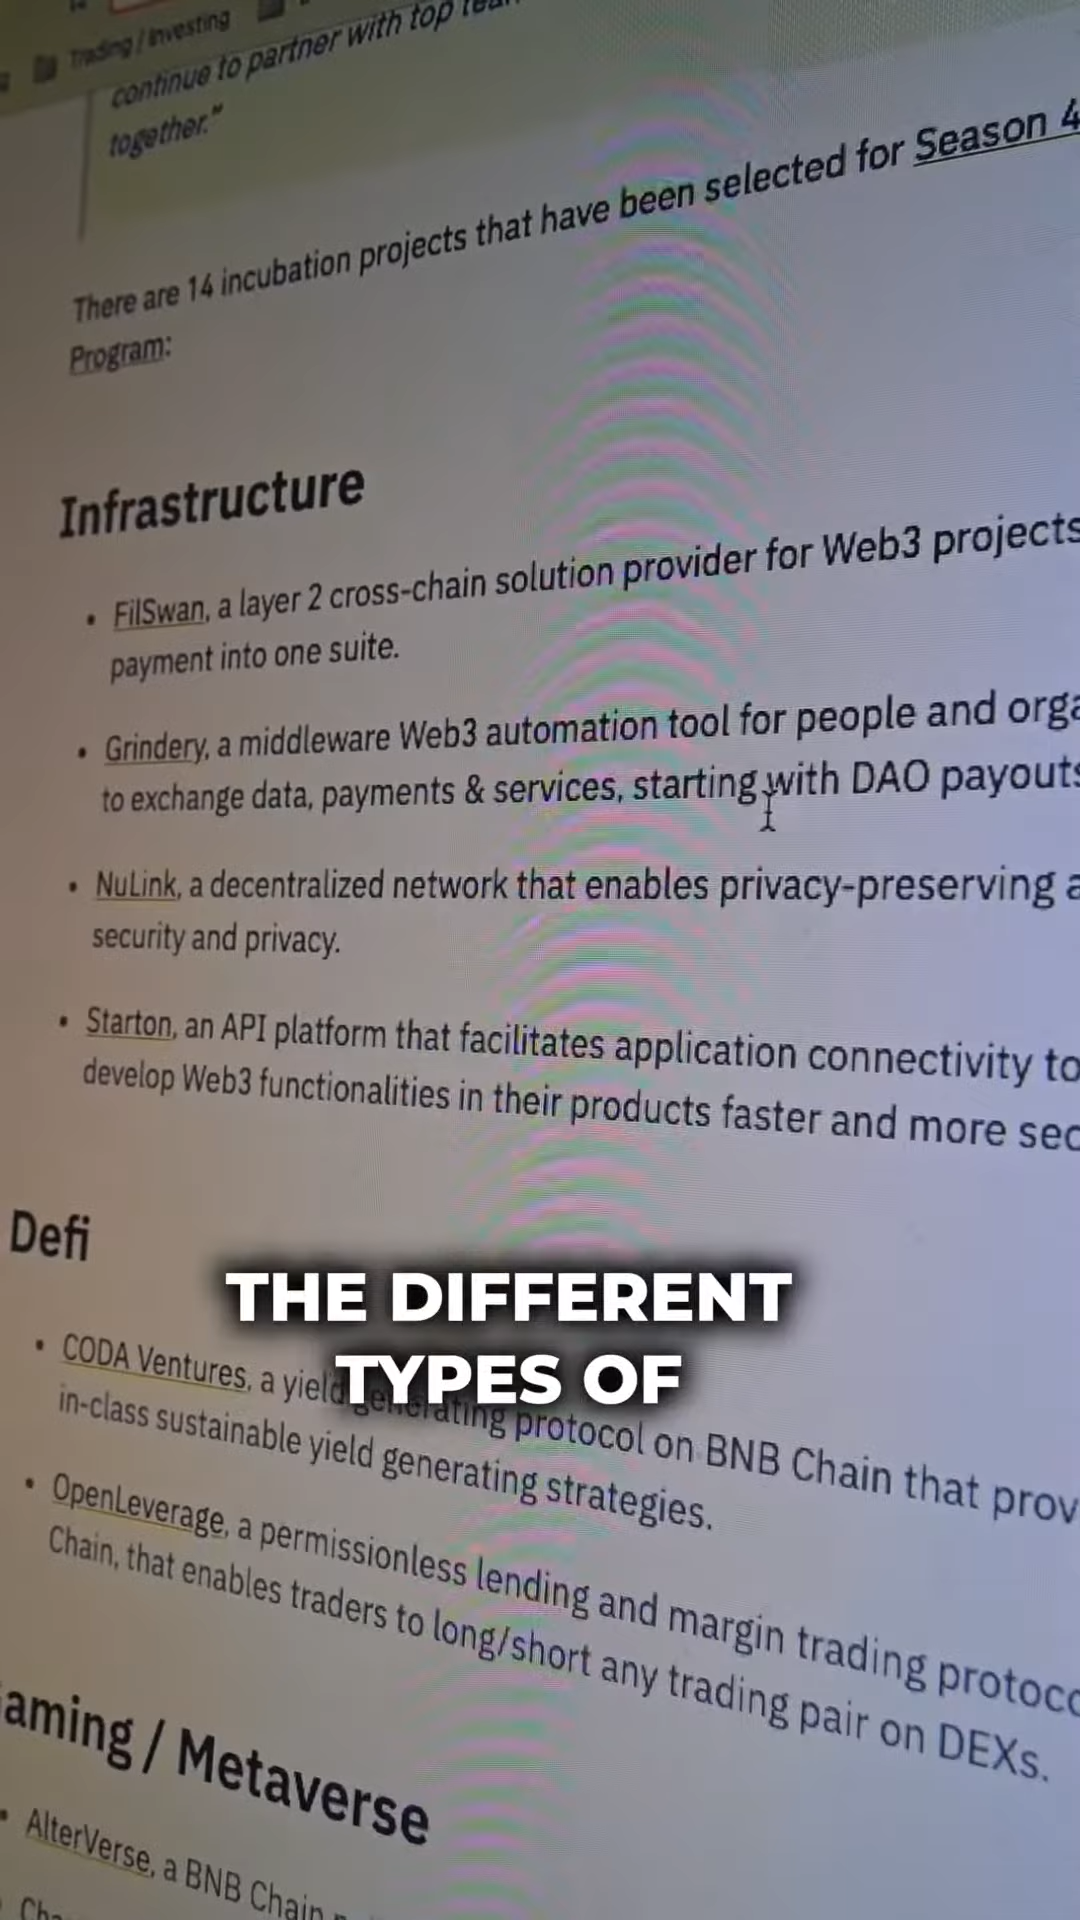 Trading / Investing
continue to partner with top
together."
There are 14 incubation projects that have been selected for Season 4
Program:
Infrastructure
• FilSwan, a layer 2 cross-chain solution provider for Web3 projects
payment into one suite.
• Grindery, a middleware Web3 automation tool for people and orga
to exchange data, payments & services, starting with DAO payouts
• NuLink, a decentralized network that enables privacy-preserving a
security and privacy.
• Starton, an API platform that facilitates application connectivity to
develop Web3 functionalities in their products faster and more sec
Defi
THE DIFFERENT
TYPES OF
• CODA Ventures, a yield generating protocol on BNB Chain that prov
in-class sustainable yield generating strategies.
• OpenLeverage, a permissionless lending and margin trading protoco
Chain, that enables traders to long/short any trading pair on DEXs.
aming / Metaverse
• AlterVerse, a BNB Chain